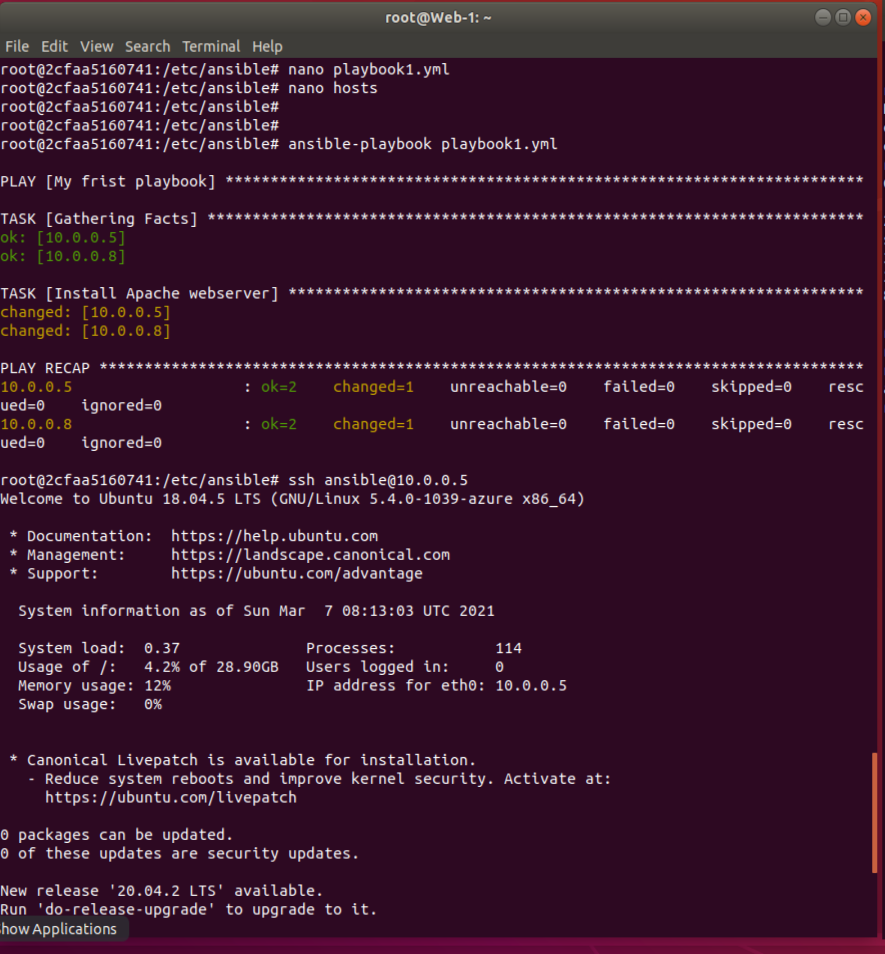 root@Web-1: ~
File Edit View Search Terminal Help
root@2cfaa5160741:/etc/ansible# nano playbook1.yml
root@2cfaa5160741:/etc/ansible# nano hosts
root@2cfaa5160741:/etc/ansible#
root@2cfaa5160741:/etc/ansible#
root@2cfaa5160741:/etc/ansible# ansible-playbook playbook1.yml
PLAY [My frist playbook] ***********************************************************************
TASK [Gathering Facts] *************************************************************************
ok: [10.0.0.5]
ok: [10.0.0.8]
TASK [Install Apache webserver] ****************************************************************
changed: [10.0.0.5]
changed: [10.0.0.8]
PLAY RECAP *************************************************************************************
10.0.0.5                   : ok=2    changed=1    unreachable=0    failed=0    skipped=0    resc
ued=0    ignored=0
10.0.0.8                   : ok=2    changed=1    unreachable=0    failed=0    skipped=0    resc
ued=0    ignored=0
root@2cfaa5160741:/etc/ansible# ssh ansible@10.0.0.5
Welcome to Ubuntu 18.04.5 LTS (GNU/Linux 5.4.0-1039-azure x86_64)
* Documentation:  https://help.ubuntu.com
* Management:     https://landscape.canonical.com
* Support:        https://ubuntu.com/advantage
System information as of Sun Mar  7 08:13:03 UTC 2021
System load:  0.37              Processes:           114
Usage of /:   4.2% of 28.90GB   Users logged in:     0
Memory usage: 12%               IP address for eth0: 10.0.0.5
Swap usage:   0%
* Canonical Livepatch is available for installation.
- Reduce system reboots and improve kernel security. Activate at:
https://ubuntu.com/livepatch
0 packages can be updated.
0 of these updates are security updates.
New release '20.04.2 LTS' available.
Run 'do-release-upgrade' to upgrade to it.
Show Applications